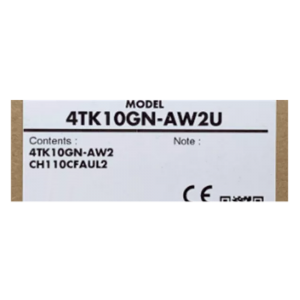 MODEL
4TK10GN-AW2U
Contents : Note :
4TK10GN-AW2
CH110CFAUL2
CE